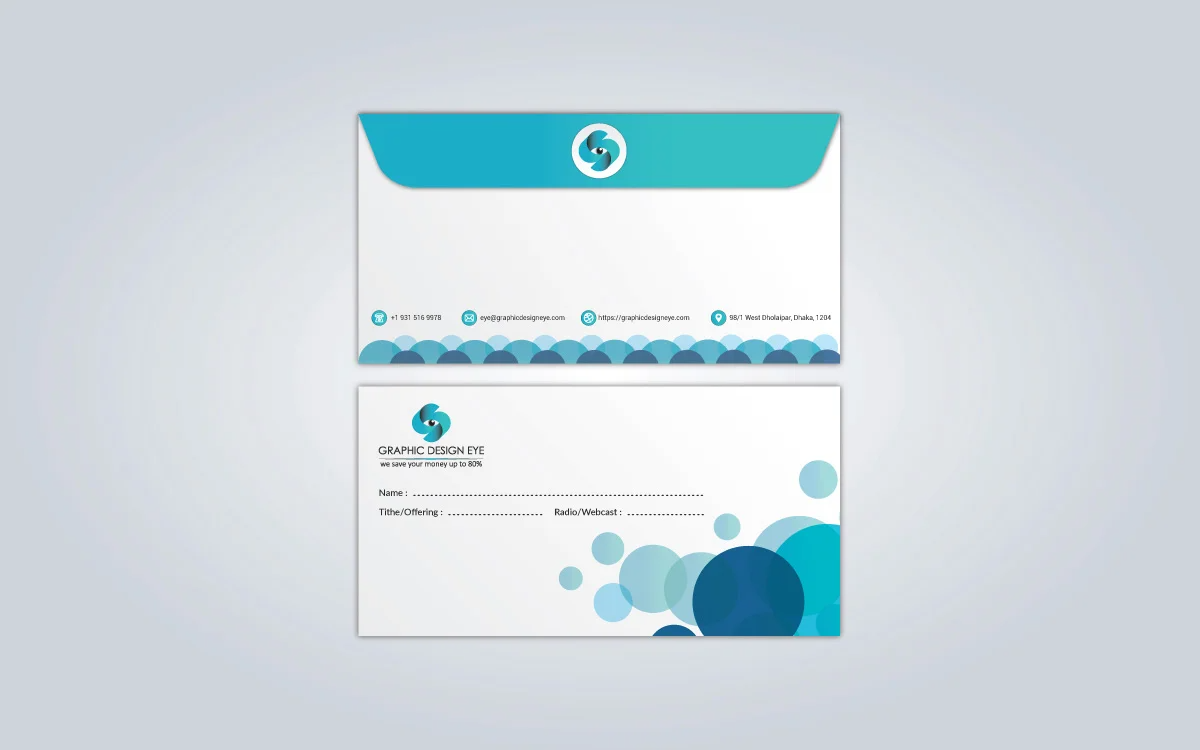 +1 931 516 9978 eye@graphicdesigneye.com https://graphicdesigneye.com 98/1 West Dholaipar, Dhaka, 1204
GRAPHIC DESIGN EYE
we save your money up to 80%
Name :
Tithe/Offering : Radio/Webcast :